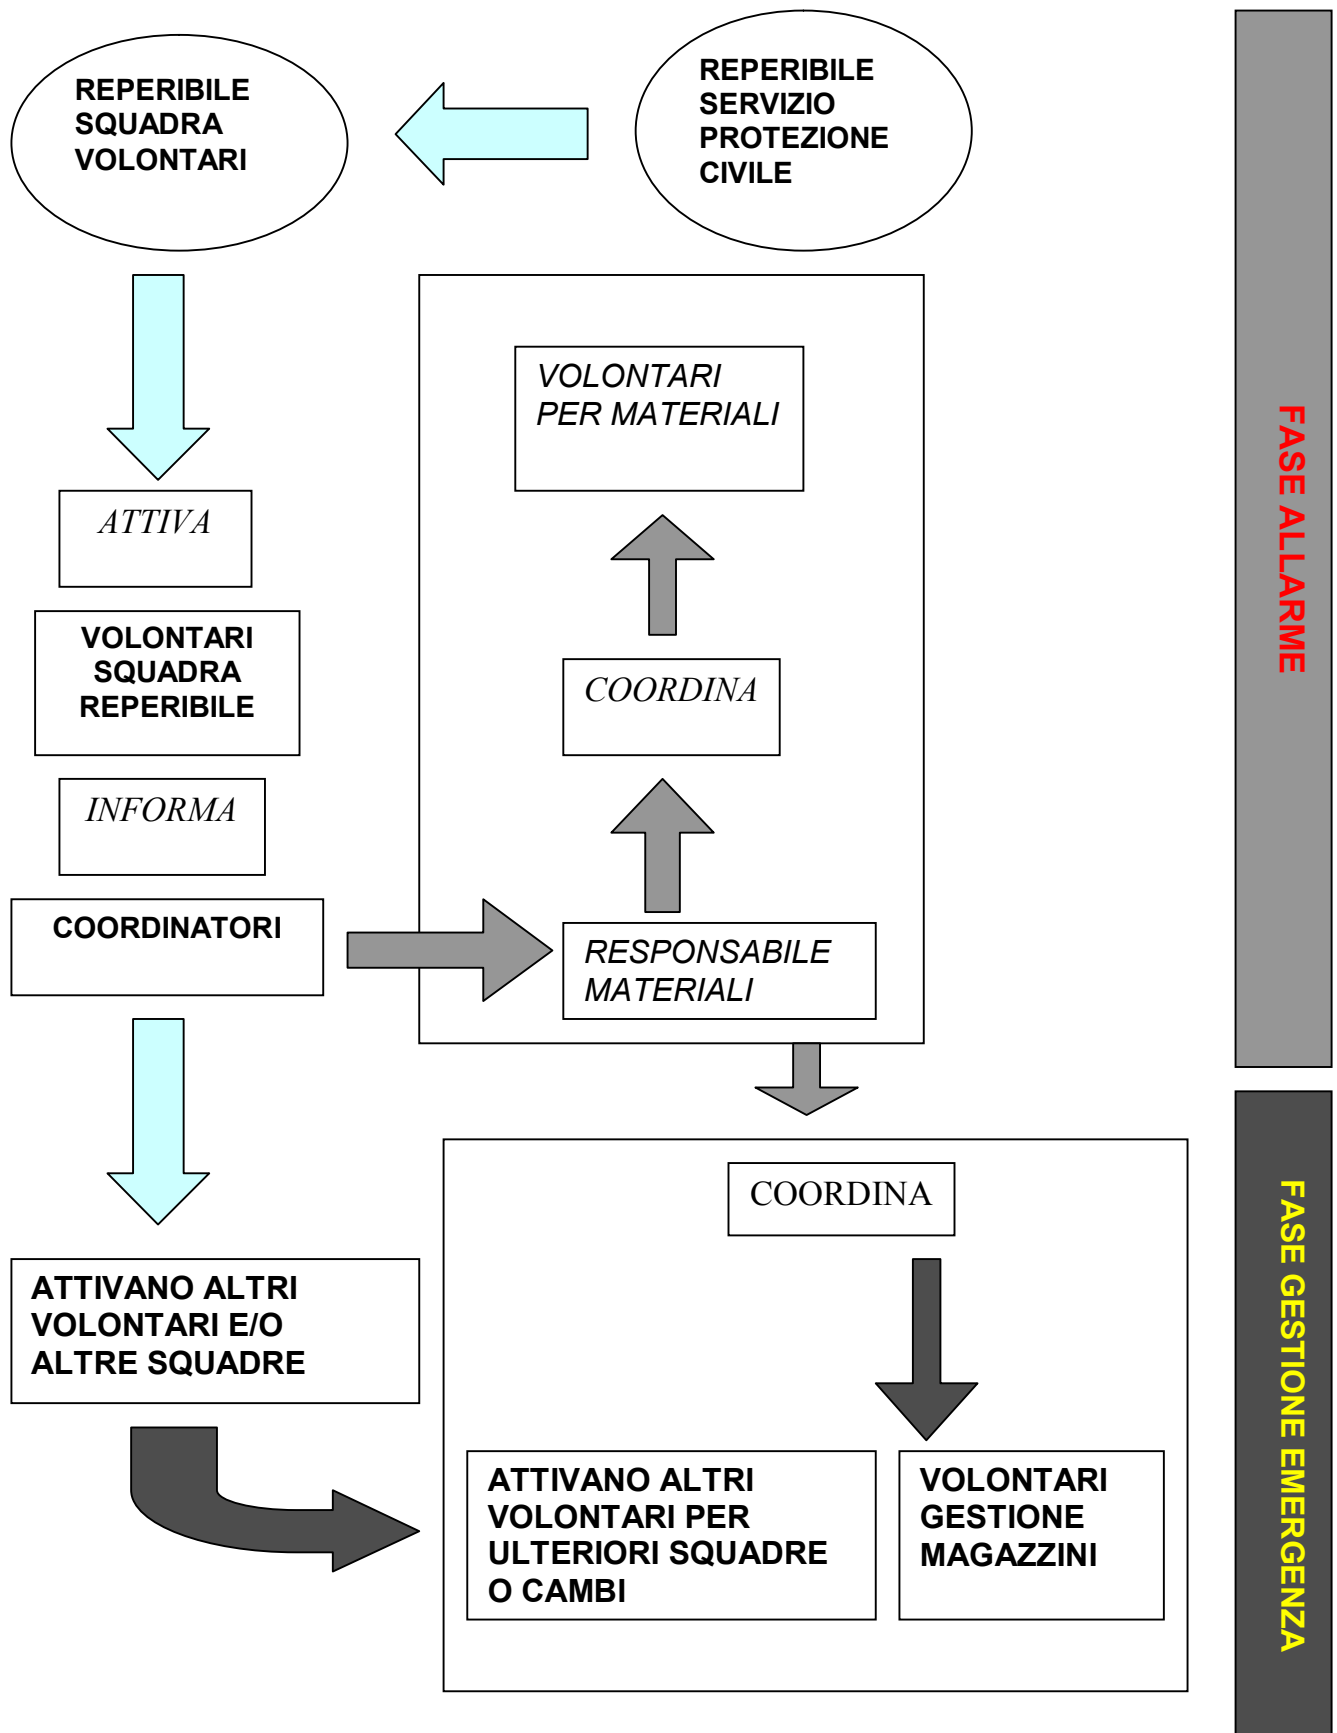 REPERIBILE
SQUADRA
VOLONTARI
REPERIBILE
SERVIZIO
PROTEZIONE
CIVILE
VOLONTARI
PER MATERIALI
ATTIVA
VOLONTARI
SQUADRA
REPERIBILE
COORDINA
INFORMA
COORDINATORI
RESPONSABILE
MATERIALI
FASE ALLARME
COORDINA
ATTIVANO ALTRI
VOLONTARI E/O
ALTRE SQUADRE
ATTIVANO ALTRI
VOLONTARI PER
ULTERIORI SQUADRE
O CAMBI
VOLONTARI
GESTIONE
MAGAZZINI
FASE GESTIONE EMERGENZA